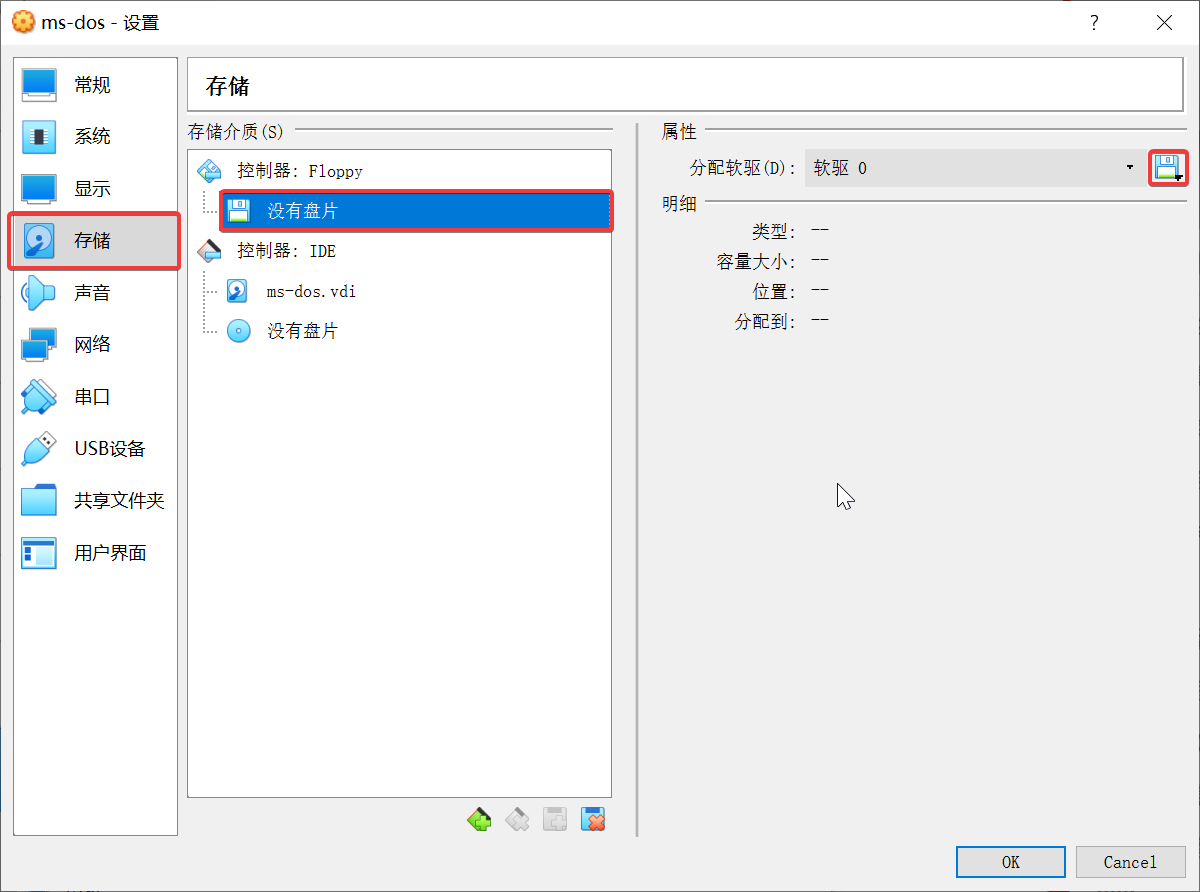 ms-dos - 设置
?
常规
系统
显示
存储
声音
网络
串口
USB设备
共享文件夹
用户界面
存储
存储介质(S)
控制器: Floppy
没有盘片
控制器: IDE
ms-dos.vdi
没有盘片
属性
分配软驱(D): 软驱 0
明细
类型: --
容量大小: --
位置: --
分配到: --
OK
Cancel